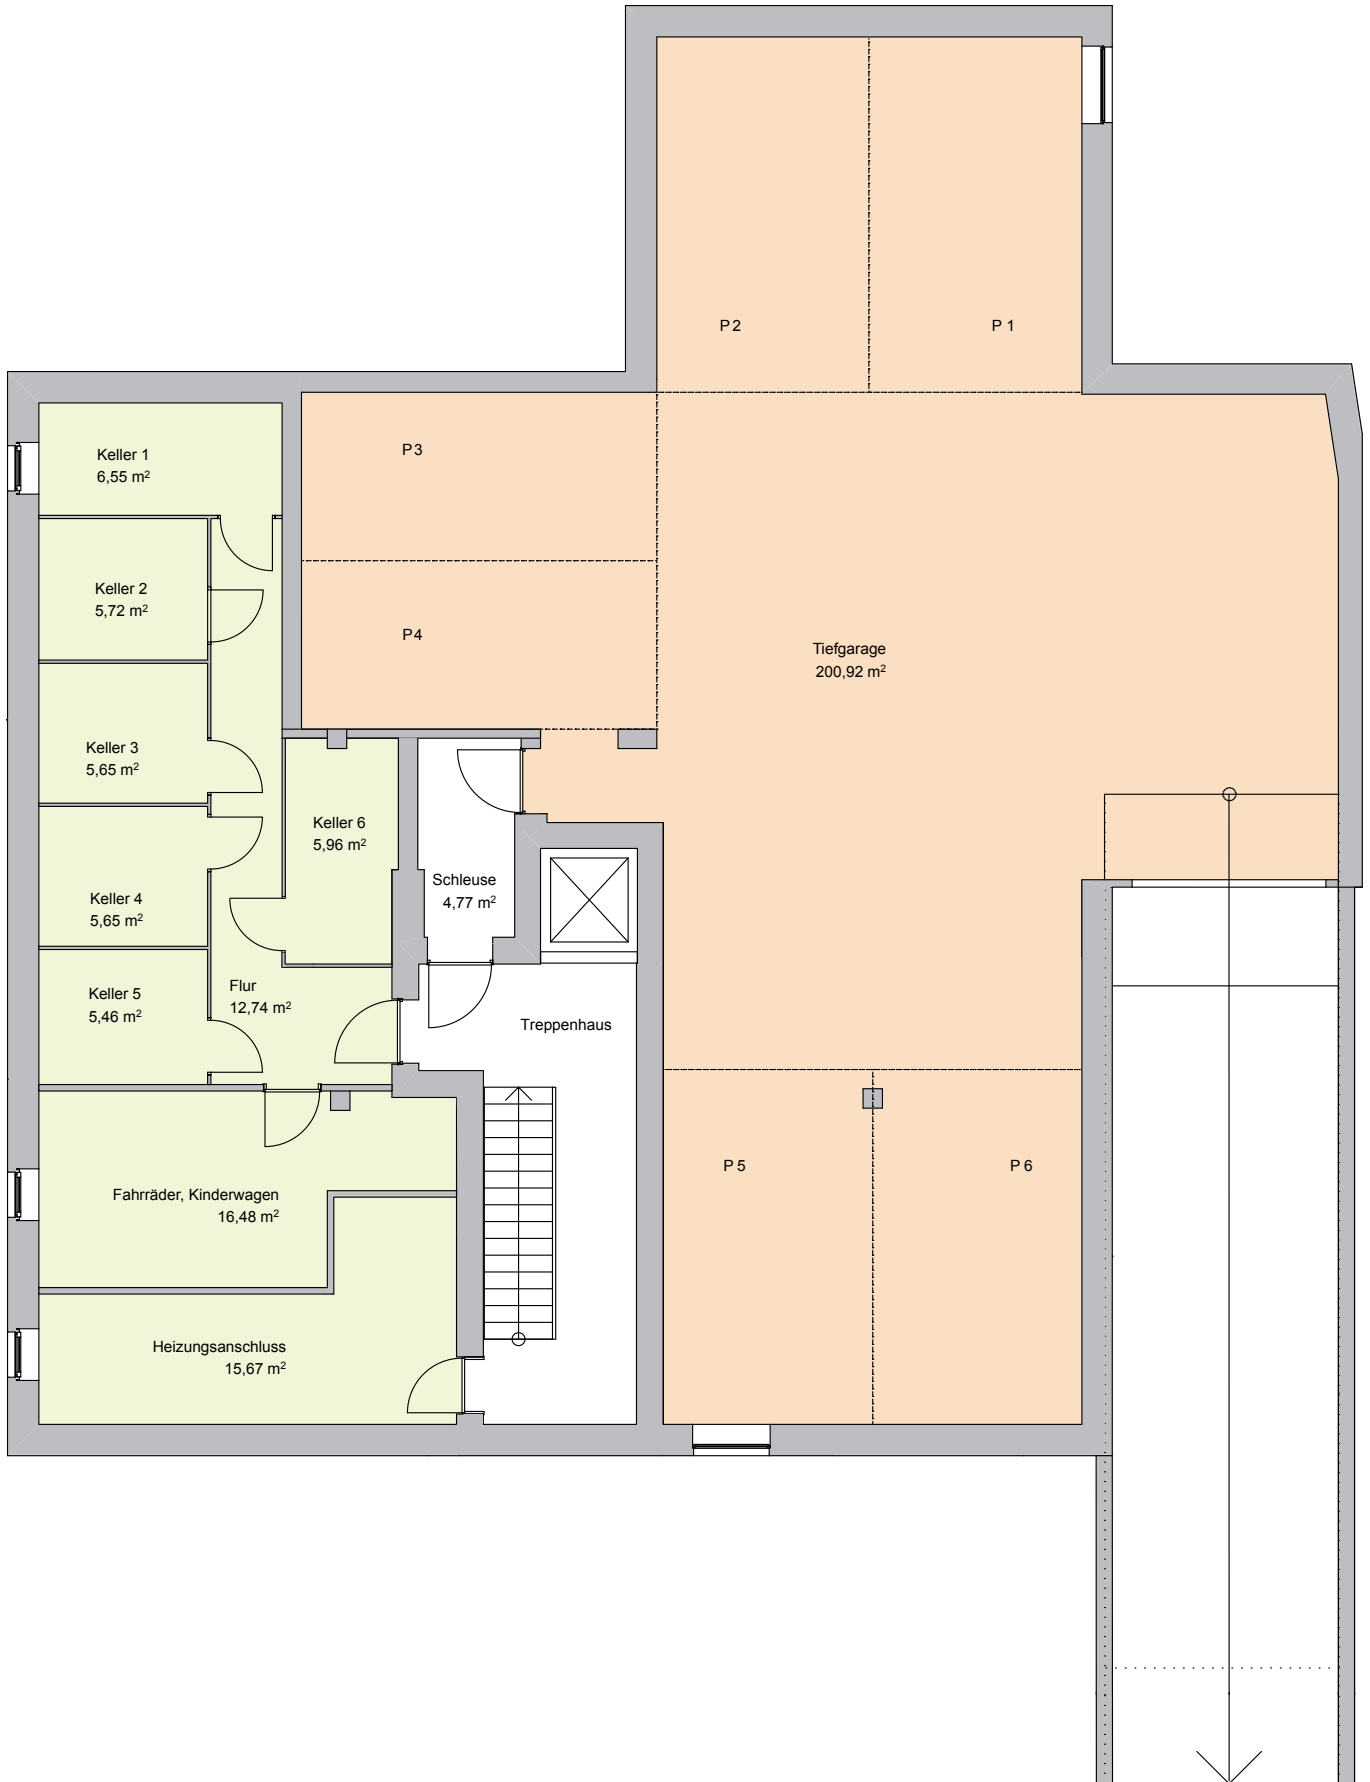 P 2
P 1
P3
Keller 1
6,55 m²
Keller 2
5,72 m²
P4
Tiefgarage
200,92 m²
Keller 3
5,65 m²
Keller 6
5,96 m²
Schleuse
4,77 m²
Keller 4
5,65 m²
Keller 5
5,46 m²
Flur
12,74 m²
Treppenhaus
P 5
P 6
Fahrräder, Kinderwagen
16,48 m²
Heizungsanschluss
15,67 m²